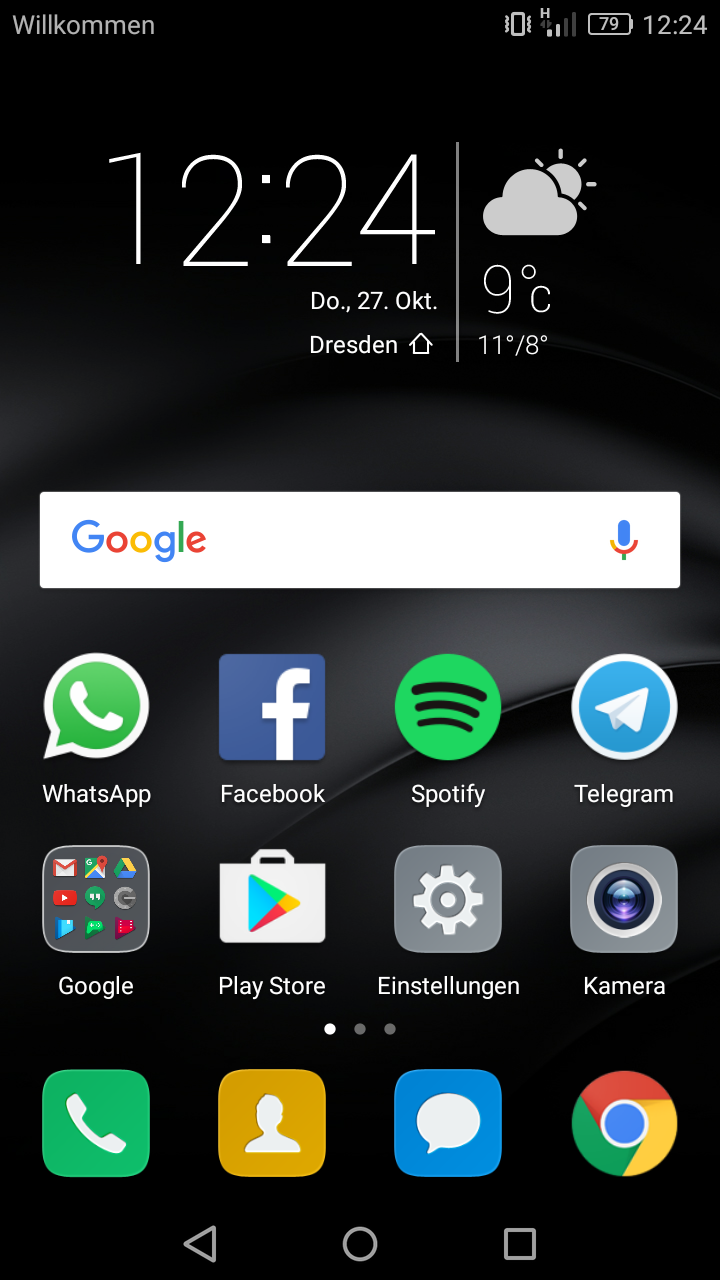 Willkommen H 79 12:24
12:24
9°c
Do., 27. Okt.
Dresden 11°/8°
Google
WhatsApp Facebook Spotify Telegram
Google Play Store Einstellungen Kamera